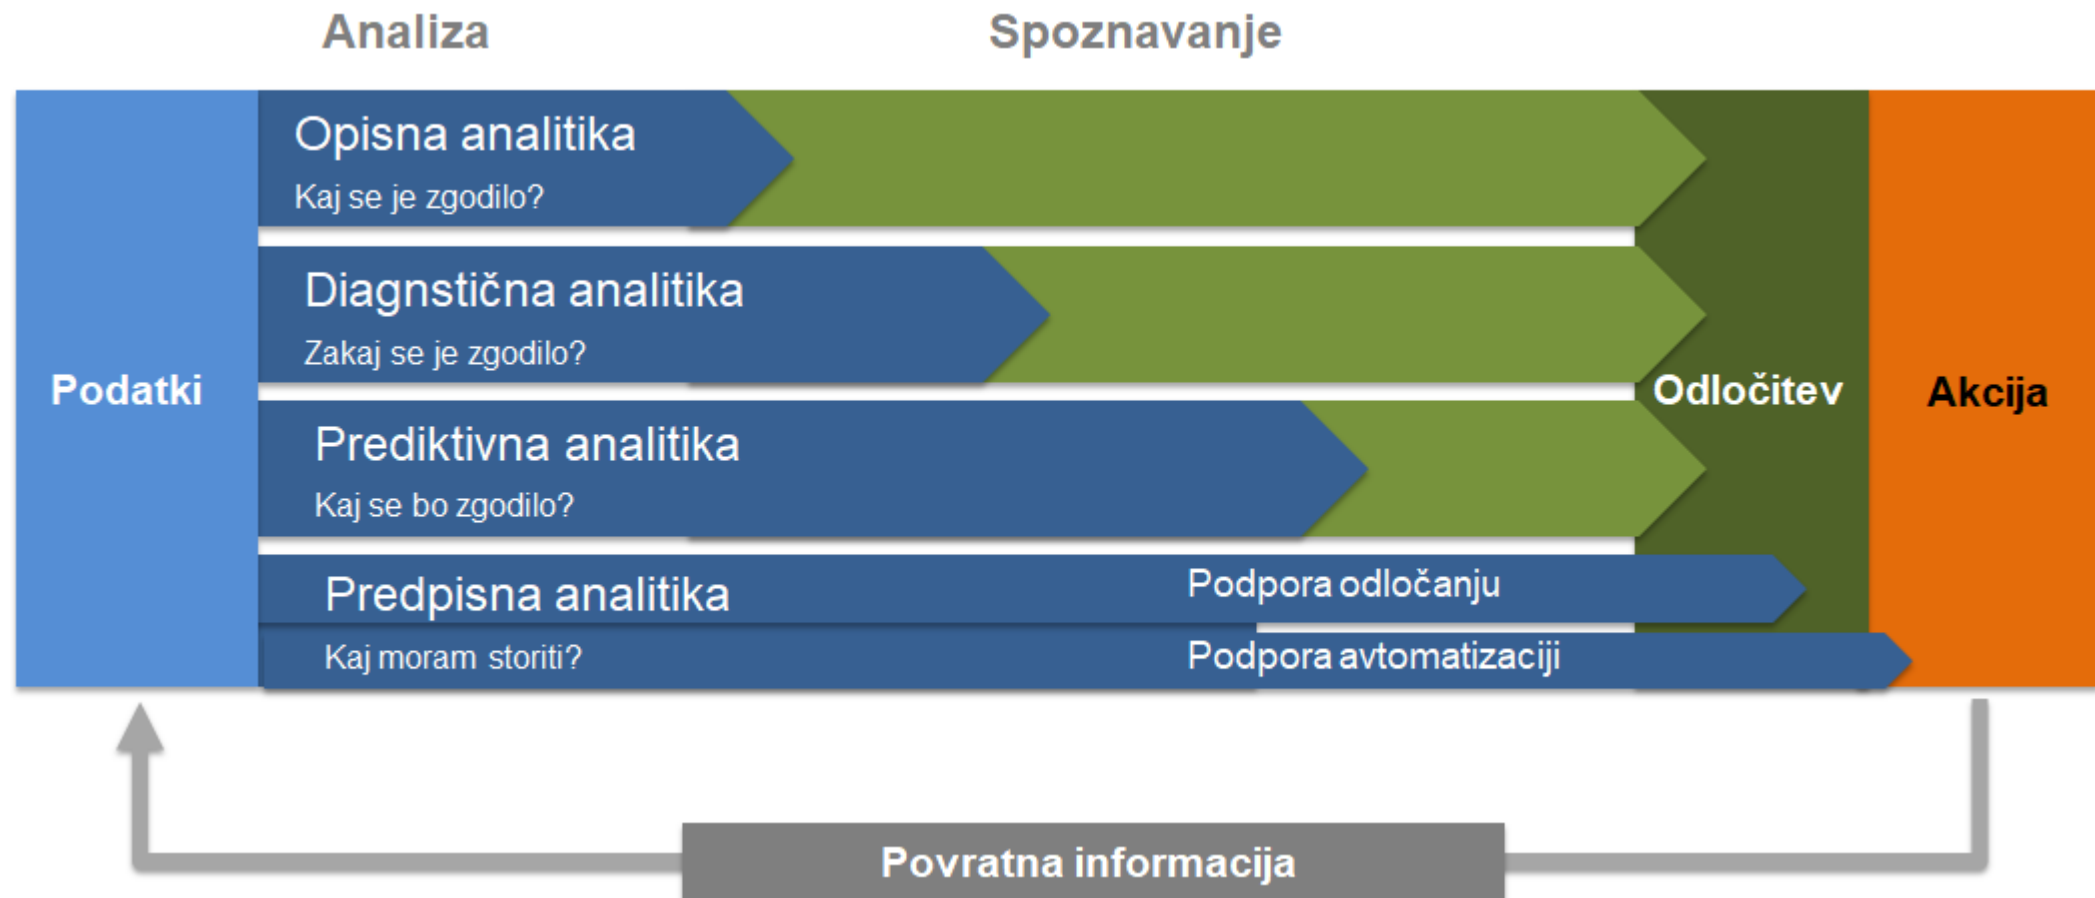 Analiza
Spoznavanje
Opisna analitika
Kaj se je zgodilo?
Diagnstična analitika
Zakaj se je zgodilo?
Podatki
Odločitev
Akcija
Prediktivna analitika
Kaj se bo zgodilo?
Predpisna analitika
Podpora odločanju
Kaj moram storiti?
Podpora avtomatizaciji
Povratna informacija